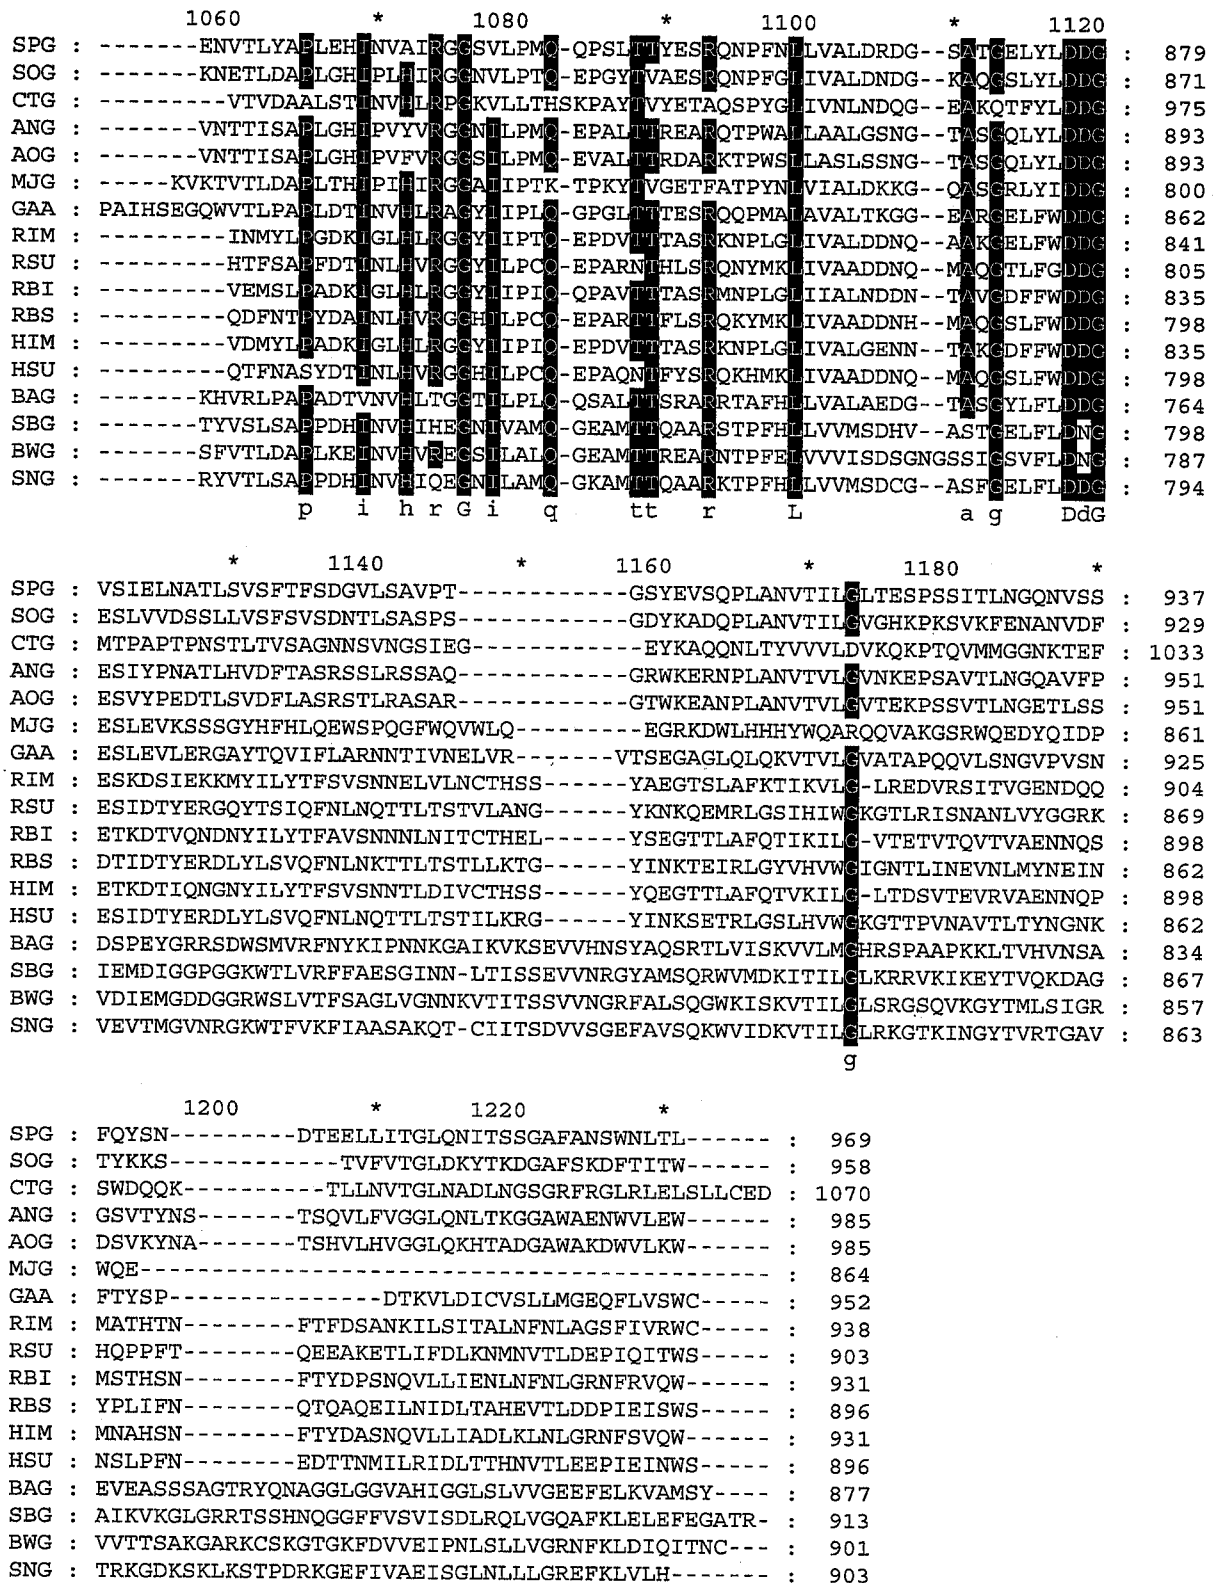 1060 * 1080 * 1100 * 1120
SPG : -------ENVTLYAPLEHINVAIRGGSVLPMQ-QPSLTTYESRQNPFNLLVALDRDG--SATGELYLDDG : 879
SOG : -------KNETLDAPLGHIPLHIRGGNVLPTQ-EPGYTVAESRQNPFGLIVALDNDG--KAQGSLYLDDG : 871
CTG : ---------VTVDAALSTINVHLRPGKVLLTHSKPAYTVYETAQSPYGLIVNLNDQG--EAKQTFYLDDG : 975
ANG : -------VNTTISAPLGHIPVYVRGGNILPMQ-EPALTTREARQTPWALLAALGSNG--TASGQLYLDDG : 893
AOG : -------VNTTISAPLGHIPVFVRGGSILPMQ-EVALTTRDARKTPWSLLASLSSNG--TASGQLYLDDG : 893
MJG : -----KVKTVTLDAPLTHIPIHIRGGAIIPTK-TPKYTVGETFATPYNLVIALDKKG--QASGRLYIDDG : 800
GAA : PAIHSEGQWVTLPAPLDTINVHLRAGYIIPLQ-GPGLTTTESRQQPMALAVALTKGG--EARGELFWDDG : 862
RIM : ---------INMYLPGDKIGLHLRGGYIIPTQ-EPDVTTTASRKNPLGLIVALDDNQ--AAKGELFWDDG : 841
RSU : ---------HTFSAPFDTINLHVRGGYILPCQ-EPARNTHLSRQNYMKLIVAADDNQ--MAQGTLFGDDG : 805
RBI : ---------VEMSLPADKIGLHLRGGYIIPIQ-QPAVTTTASRMNPLGLIIALNDDN--TAVGDFFWDDG : 835
RBS : ---------QDFNTPYDAINLHVRGGHILPCQ-EPARTTFLSRQKYMKLIVAADDNH--MAQGSLFWDDG : 798
HIM : ---------VDMYLPADKIGLHLRGGYIIPIQ-EPDVTTTASRKNPLGLIVALGENN--TAKGDFFWDDG : 835
HSU : ---------QTFNASYDTINLHVRGGHILPCQ-EPAQNTFYSRQKHMKLIVAADDNQ--MAQGSLFWDDG : 798
BAG : -------KHVRLPAPADTVNVHLTGGTILPLQ-QSALTTSRARRTAFHLLVALAEDG--TASGYLFLDDG : 764
SBG : -------TYVSLSAPPDHINVHIHEGNIVAMQ-GEAMTTQAARSTPFHLLVVMSDHV--ASTGELFLDNG : 798
BWG : -------SFVTLDAPLKEINVHVREGSILALQ-GEAMTTREARNTPFELVVVISDSGNGSSIGSVFLDNG : 787
SNG : -------RYVTLSAPPDHINVHIQEGNILAMQ-GKAMTTQAARKTPFHLLVVMSDCG--ASFGELFLDDG : 794
p i h r G i q tt r L a g DdG
* 1140 * 1160 * 1180 *
SPG : VSIELNATLSVSFTFSDGVLSAVPT------------GSYEVSQPLANVTILGLTESPSSITLNGQNVSS : 937
SOG : ESLVVDSSLLVSFSVSDNTLSASPS------------GDYKADQPLANVTILGVGHKPKSVKFENANVDF : 929
CTG : MTPAPTPNSTLTVSAGNNSVNGSIEG------------EYKAQQNLTYVVVLDVKQKPTQVMMGGNKTEF : 1033
ANG : ESIYPNATLHVDFTASRSSLRSSAQ------------GRWKERNPLANVTVLGVNKEPSAVTLNGQAVFP : 951
AOG : ESVYPEDTLSVDFLASRSTLRASAR------------GTWKEANPLANVTVLGVTEKPSSVTLNGETLSS : 951
MJG : ESLEVKSSSGYHFHLQEWSPQGFWQVWLQ---------EGRKDWLHHHYWQARQQVAKGSRWQEDYQIDP : 861
GAA : ESLEVLERGAYTQVIFLARNNTIVNELVR-------VTSEGAGLQLQKVTVLGVATAPQQVLSNGVPVSN : 925
RIM : ESKDSIEKKMYILYTFSVSNNELVLNCTHSS------YAEGTSLAFKTIKVLG-LREDVRSITVGENDQQ : 904
RSU : ESIDTYERGQYTSIQFNLNQTTLTSTVLANG------YKNKQEMRLGSIHIWGKGTLRISNANLVYGGRK : 869
RBI : ETKDTVQNDNYILYTFAVSNNNLNITCTHEL------YSEGTTLAFQTIKILG-VTETVTQVTVAENNQS : 898
RBS : DTIDTYERDLYLSVQFNLNKTTLTSTLLKTG------YINKTEIRLGYVHVWGIGNTLINEVNLMYNEIN : 862
HIM : ETKDTIQNGNYILYTFSVSNNTLDIVCTHSS------YQEGTTLAFQTVKILG-LTDSVTEVRVAENNQP : 898
HSU : ESIDTYERDLYLSVQFNLNQTTLTSTILKRG------YINKSETRLGSLHVWGKGTTPVNAVTLTYNGNK : 862
BAG : DSPEYGRRSDWSMVRFNYKIPNNKGAIKVKSEVVHNSYAQSRTLVISKVVLMGHRSPAAPKKLTVHVNSA : 834
SBG : IEMDIGGPGGKWTLVRFFAESGINN-LTISSEVVNRGYAMSQRWVMDKITILGLKRRVKIKEYTVQKDAG : 867
BWG : VDIEMGDDGGRWSLVTFSAGLVGNNKVTITSSVVNGRFALSQGWKISKVTILGLSRGSQVKGYTMLSIGR : 857
SNG : VEVTMGVNRGKWTFVKFIAASAKQT-CIITSDVVSGEFAVSQKWVIDKVTILGLRKGTKINGYTVRTGAV : 863
g
1200 * 1220 *
SPG : FQYSN---------DTEELLITGLQNITSSGAFANSWNLTL------ : 969
SOG : TYKKS------------TVFVTGLDKYTKDGAFSKDFTITW------ : 958
CTG : SWDQQK----------TLLNVTGLNADLNGSGRFRGLRLELSLLCED : 1070
ANG : GSVTYNS-------TSQVLFVGGLQNLTKGGAWAENWVLEW------ : 985
AOG : DSVKYNA-------TSHVLHVGGLQKHTADGAWAKDWVLKW------ : 985
MJG : WQE-------------------------------------------- : 864
GAA : FTYSP---------------DTKVLDICVSLLMGEQFLVSWC----- : 952
RIM : MATHTN--------FTFDSANKILSITALNFNLAGSFIVRWC----- : 938
RSU : HQPPFT--------QEEAKETLIFDLKNMNVTLDEPIQITWS----- : 903
RBI : MSTHSN--------FTYDPSNQVLLIENLNFNLGRNFRVQW------ : 931
RBS : YPLIFN--------QTQAQEILNIDLTAHEVTLDDPIEISWS----- : 896
HIM : MNAHSN--------FTYDASNQVLLIADLKLNLGRNFSVQW------ : 931
HSU : NSLPFN--------EDTTNMILRIDLTTHNVTLEEPIEINWS----- : 896
BAG : EVEASSSAGTRYQNAGGLGGVAHIGGLSLVVGEEFELKVAMSY---- : 877
SBG : AIKVKGLGRRTSSHNQGGFFVSVISDLRQLVGQAFKLELEFEGATR- : 913
BWG : VVTTSAKGARKCSKGTGKFDVVEIPNLSLLVGRNFKLDIQITNC--- : 901
SNG : TRKGDKSKLKSTPDRKGEFIVAEISGLNLLLGREFKLVLH------- : 903